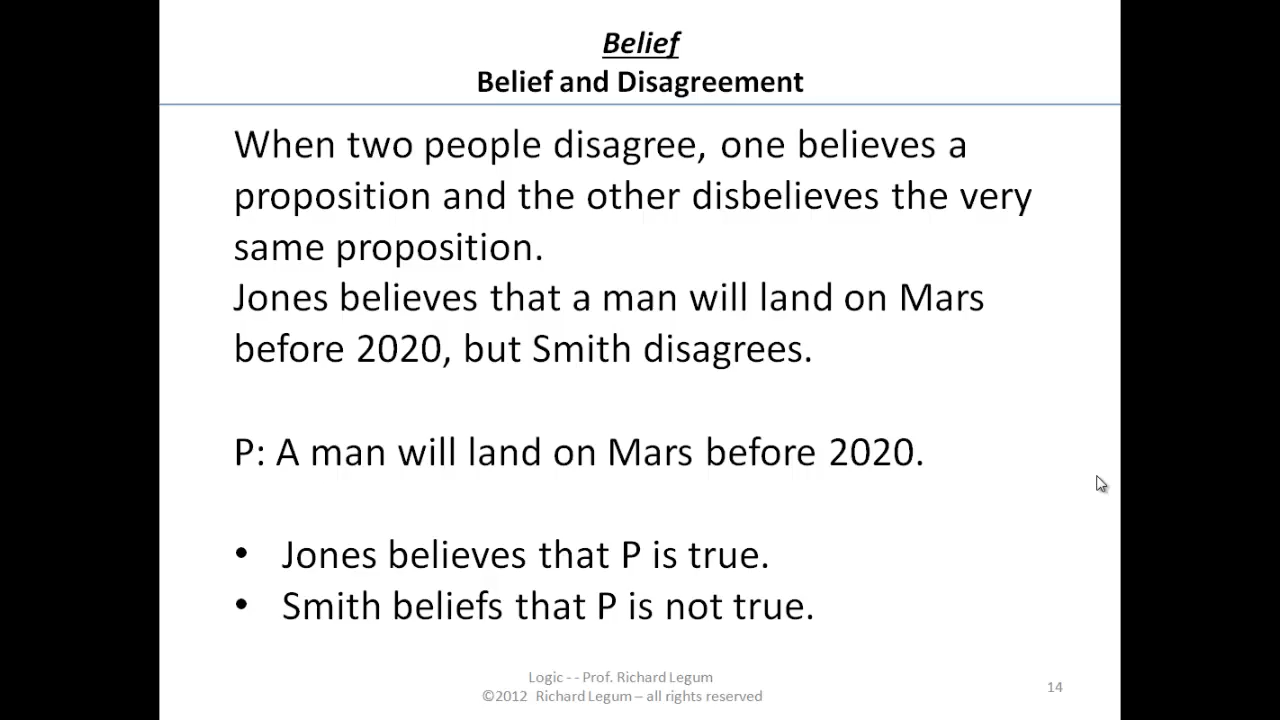 Belief
Belief and Disagreement
When two people disagree, one believes a
proposition and the other disbelieves the very
same proposition.
Jones believes that a man will land on Mars
before 2020, but Smith disagrees.
P: A man will land on Mars before 2020.
• Jones believes that P is true.
• Smith beliefs that P is not true.
Logic - - Prof. Richard Legum
©2012 Richard Legum – all rights reserved
14